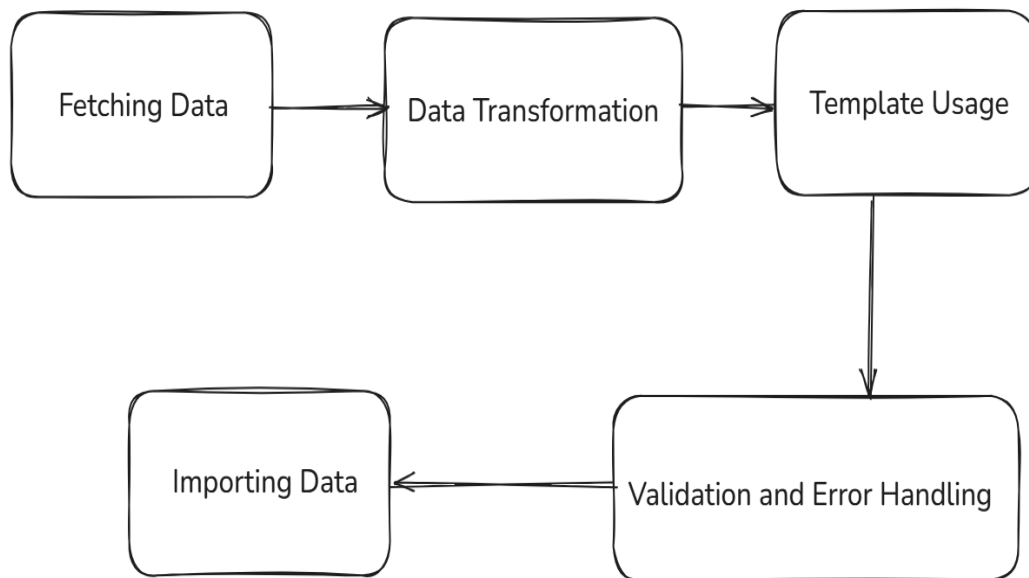 Fetching Data
Data Transformation
Template Usage
Validation and Error Handling
Importing Data